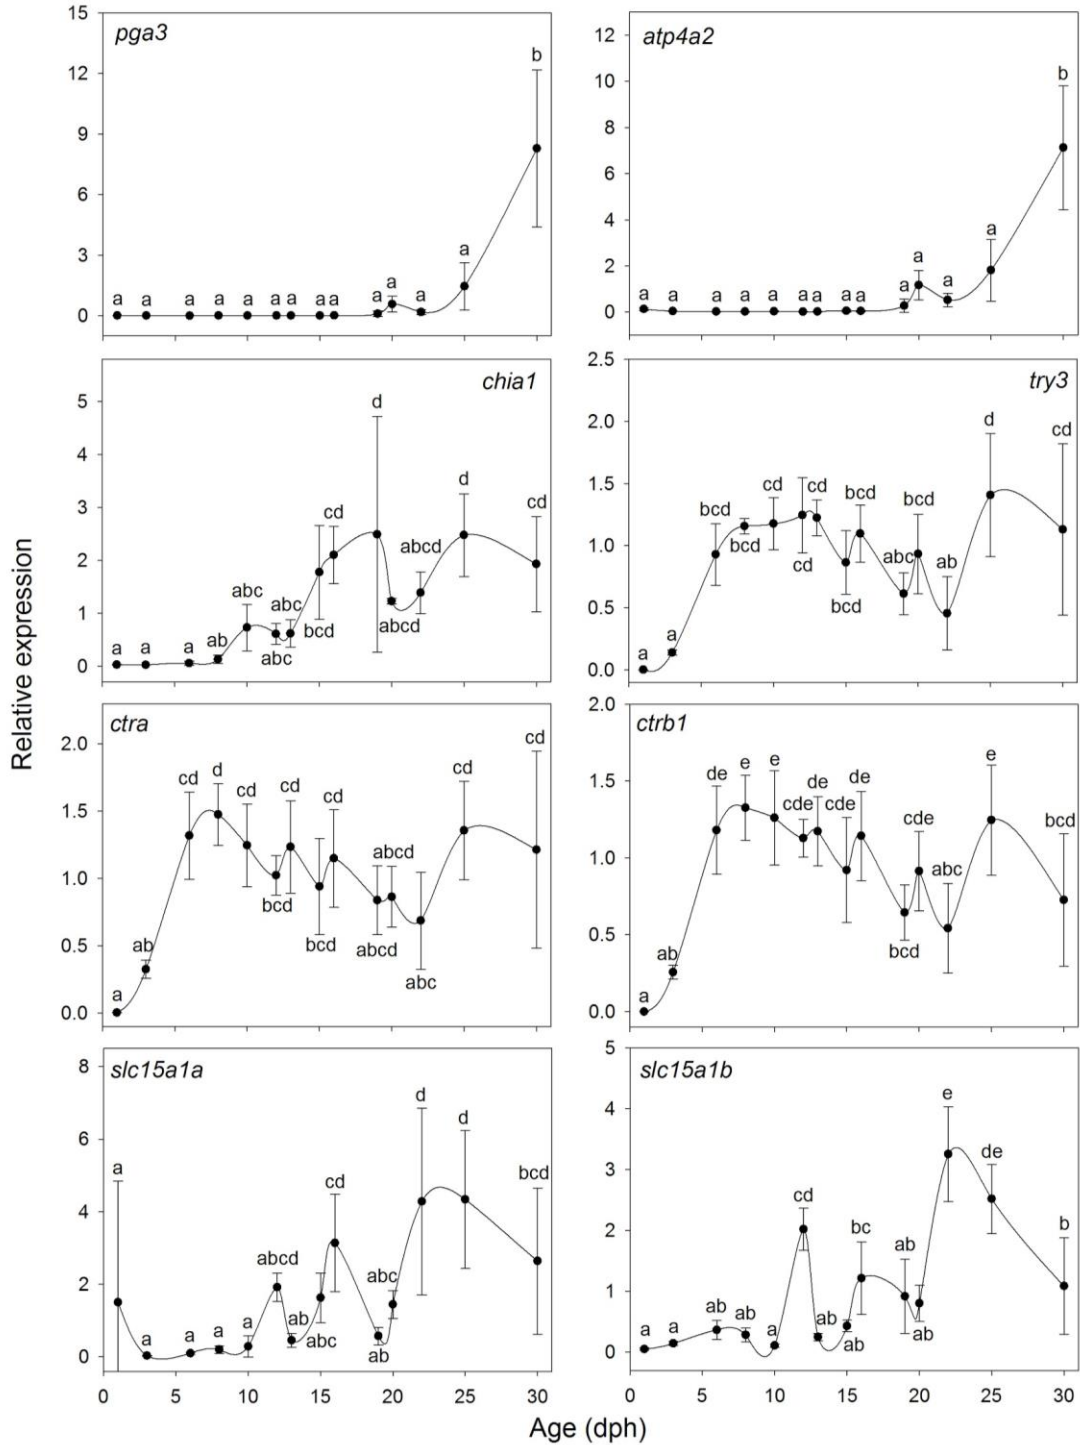 pga3
15
12
9
6
3
0
a a a a a a a a a a a a a b
atp4a2
12
10
8
6
4
2
0
a a a a a a a a a a a a a b
chia1
5
4
3
2
1
0
a a a ab abc abc abc bcd cd d abcd abcd d cd
try3
2.5
2.0
1.5
1.0
0.5
0.0
a a bcd bcd cd cd cd bcd bcd abc bcd ab d cd
Relative expression
ctra
2.0
1.5
1.0
0.5
0.0
a ab cd d cd bcd cd bcd cd abcd abcd abc cd cd
ctrb1
2.0
1.5
1.0
0.5
0.0
a ab de e e cde de cde de bcd cde abc e bcd
slc15a1a
8
6
4
2
0
a a a a a abcd ab abc cd ab abc d d bcd
0 5 10 15 20 25 30
slc15a1b
5
4
3
2
1
0
a a ab ab a cd ab ab bc ab ab e de b
0 5 10 15 20 25 30
Age (dph)